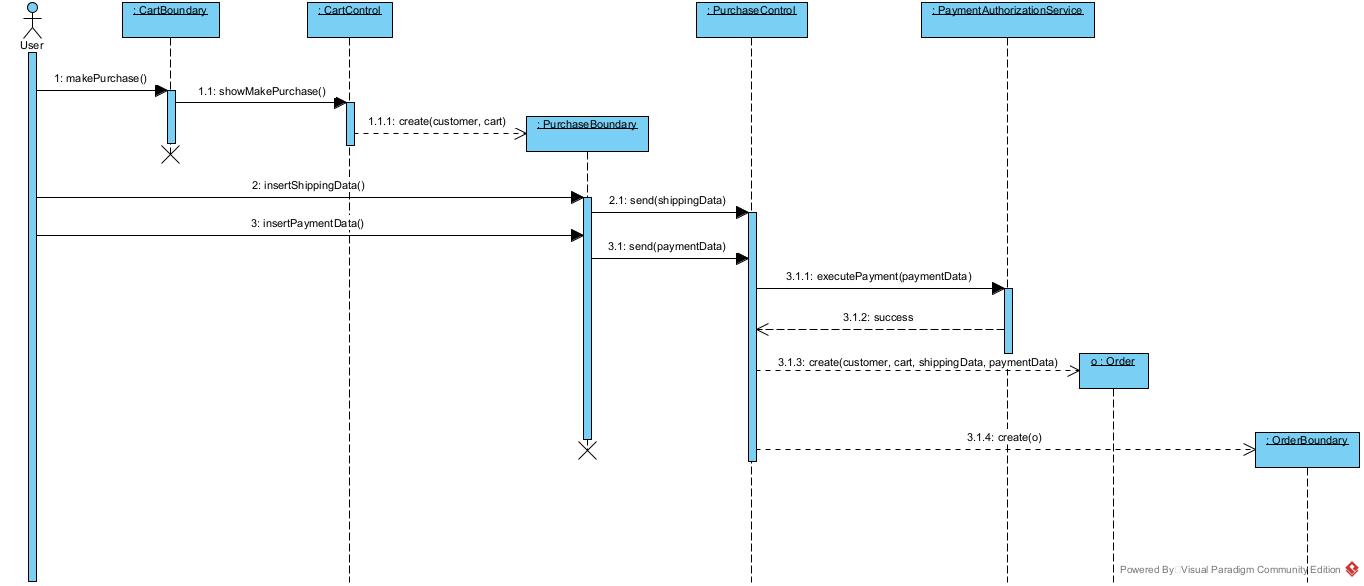 : CartBoundary
: CartControl
: PurchaseControl
: PaymentAuthorizationService
User
1: makePurchase()
1.1: showMakePurchase()
1.1.1: create(customer, cart)
: PurchaseBoundary
2: insertShippingData()
2.1: send(shippingData)
3: insertPaymentData()
3.1: send(paymentData)
3.1.1: executePayment(paymentData)
3.1.2: success
3.1.3: create(customer, cart, shippingData, paymentData)
o : Order
3.1.4: create(o)
: OrderBoundary
Powered By Visual Paradigm Community Edition